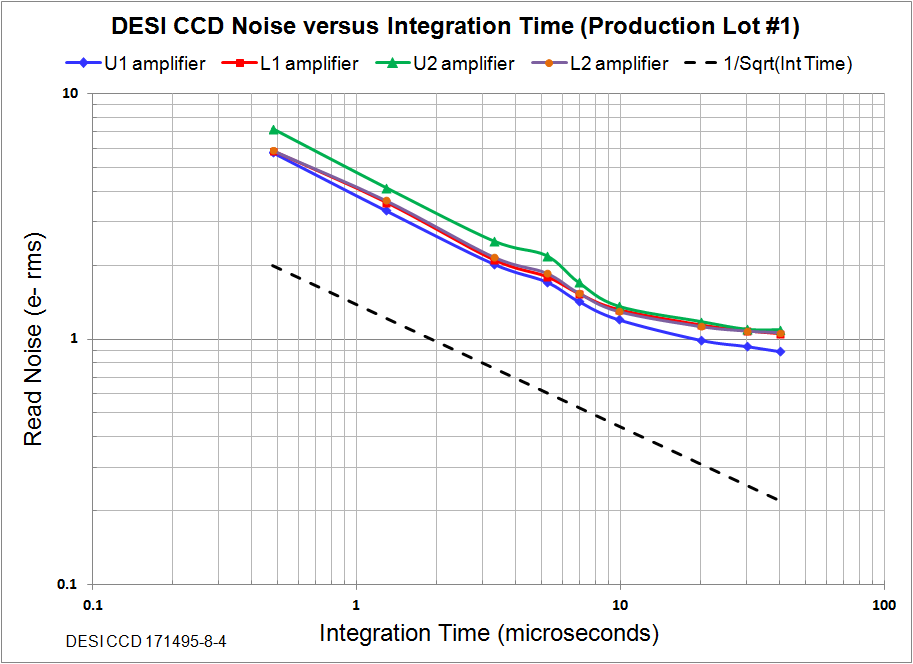 DESI CCD Noise versus Integration Time (Production Lot #1)
U1 amplifier L1 amplifier U2 amplifier L2 amplifier 1/Sqrt(Int Time)
10
1
0.1
Read Noise (e- rms)
0.1 1 10 100
Integration Time (microseconds)
DESI CCD 171495-8-4